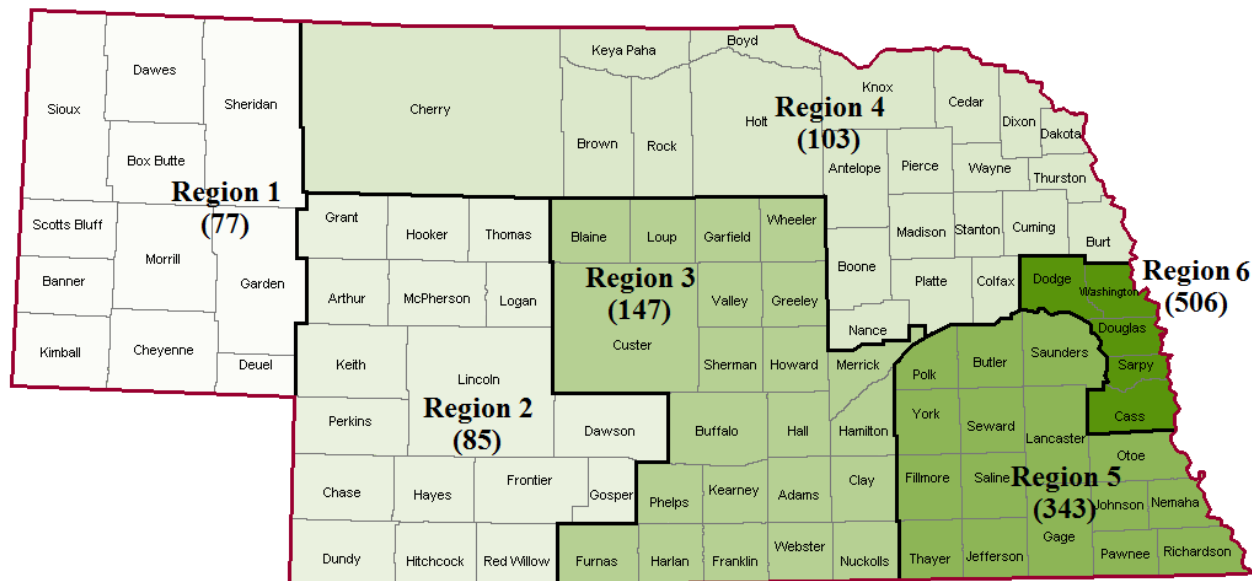 Sioux
Dawes
Sheridan
Box Butte
Scotts Bluff
Banner
Morrill
Garden
Kimball
Cheyenne
Deuel
Region 1
(77)
Grant
Hooker
Thomas
Arthur
McPherson
Logan
Keith
Lincoln
Perkins
Dawson
Chase
Hayes
Frontier
Gosper
Dundy
Hitchcock
Red Willow
Region 2
(85)
Blaine
Loup
Garfield
Wheeler
Valley
Greeley
Custer
Sherman
Howard
Merrick
Buffalo
Hall
Hamilton
Phelps
Kearney
Adams
Clay
Furnas
Harlan
Franklin
Webster
Nuckolls
Region 3
(147)
Cherry
Keya Paha
Boyd
Brown
Rock
Holt
Knox
Cedar
Dixon
Dakota
Antelope
Pierce
Wayne
Thurston
Madison
Stanton
Cuming
Burt
Boone
Platte
Colfax
Nance
Region 4
(103)
Polk
Butler
Saunders
York
Seward
Lancaster
Otoe
Fillmore
Saline
Johnson
Nemaha
Gage
Thayer
Jefferson
Pawnee
Richardson
Region 5
(343)
Dodge
Washington
Douglas
Sarpy
Cass
Region 6
(506)